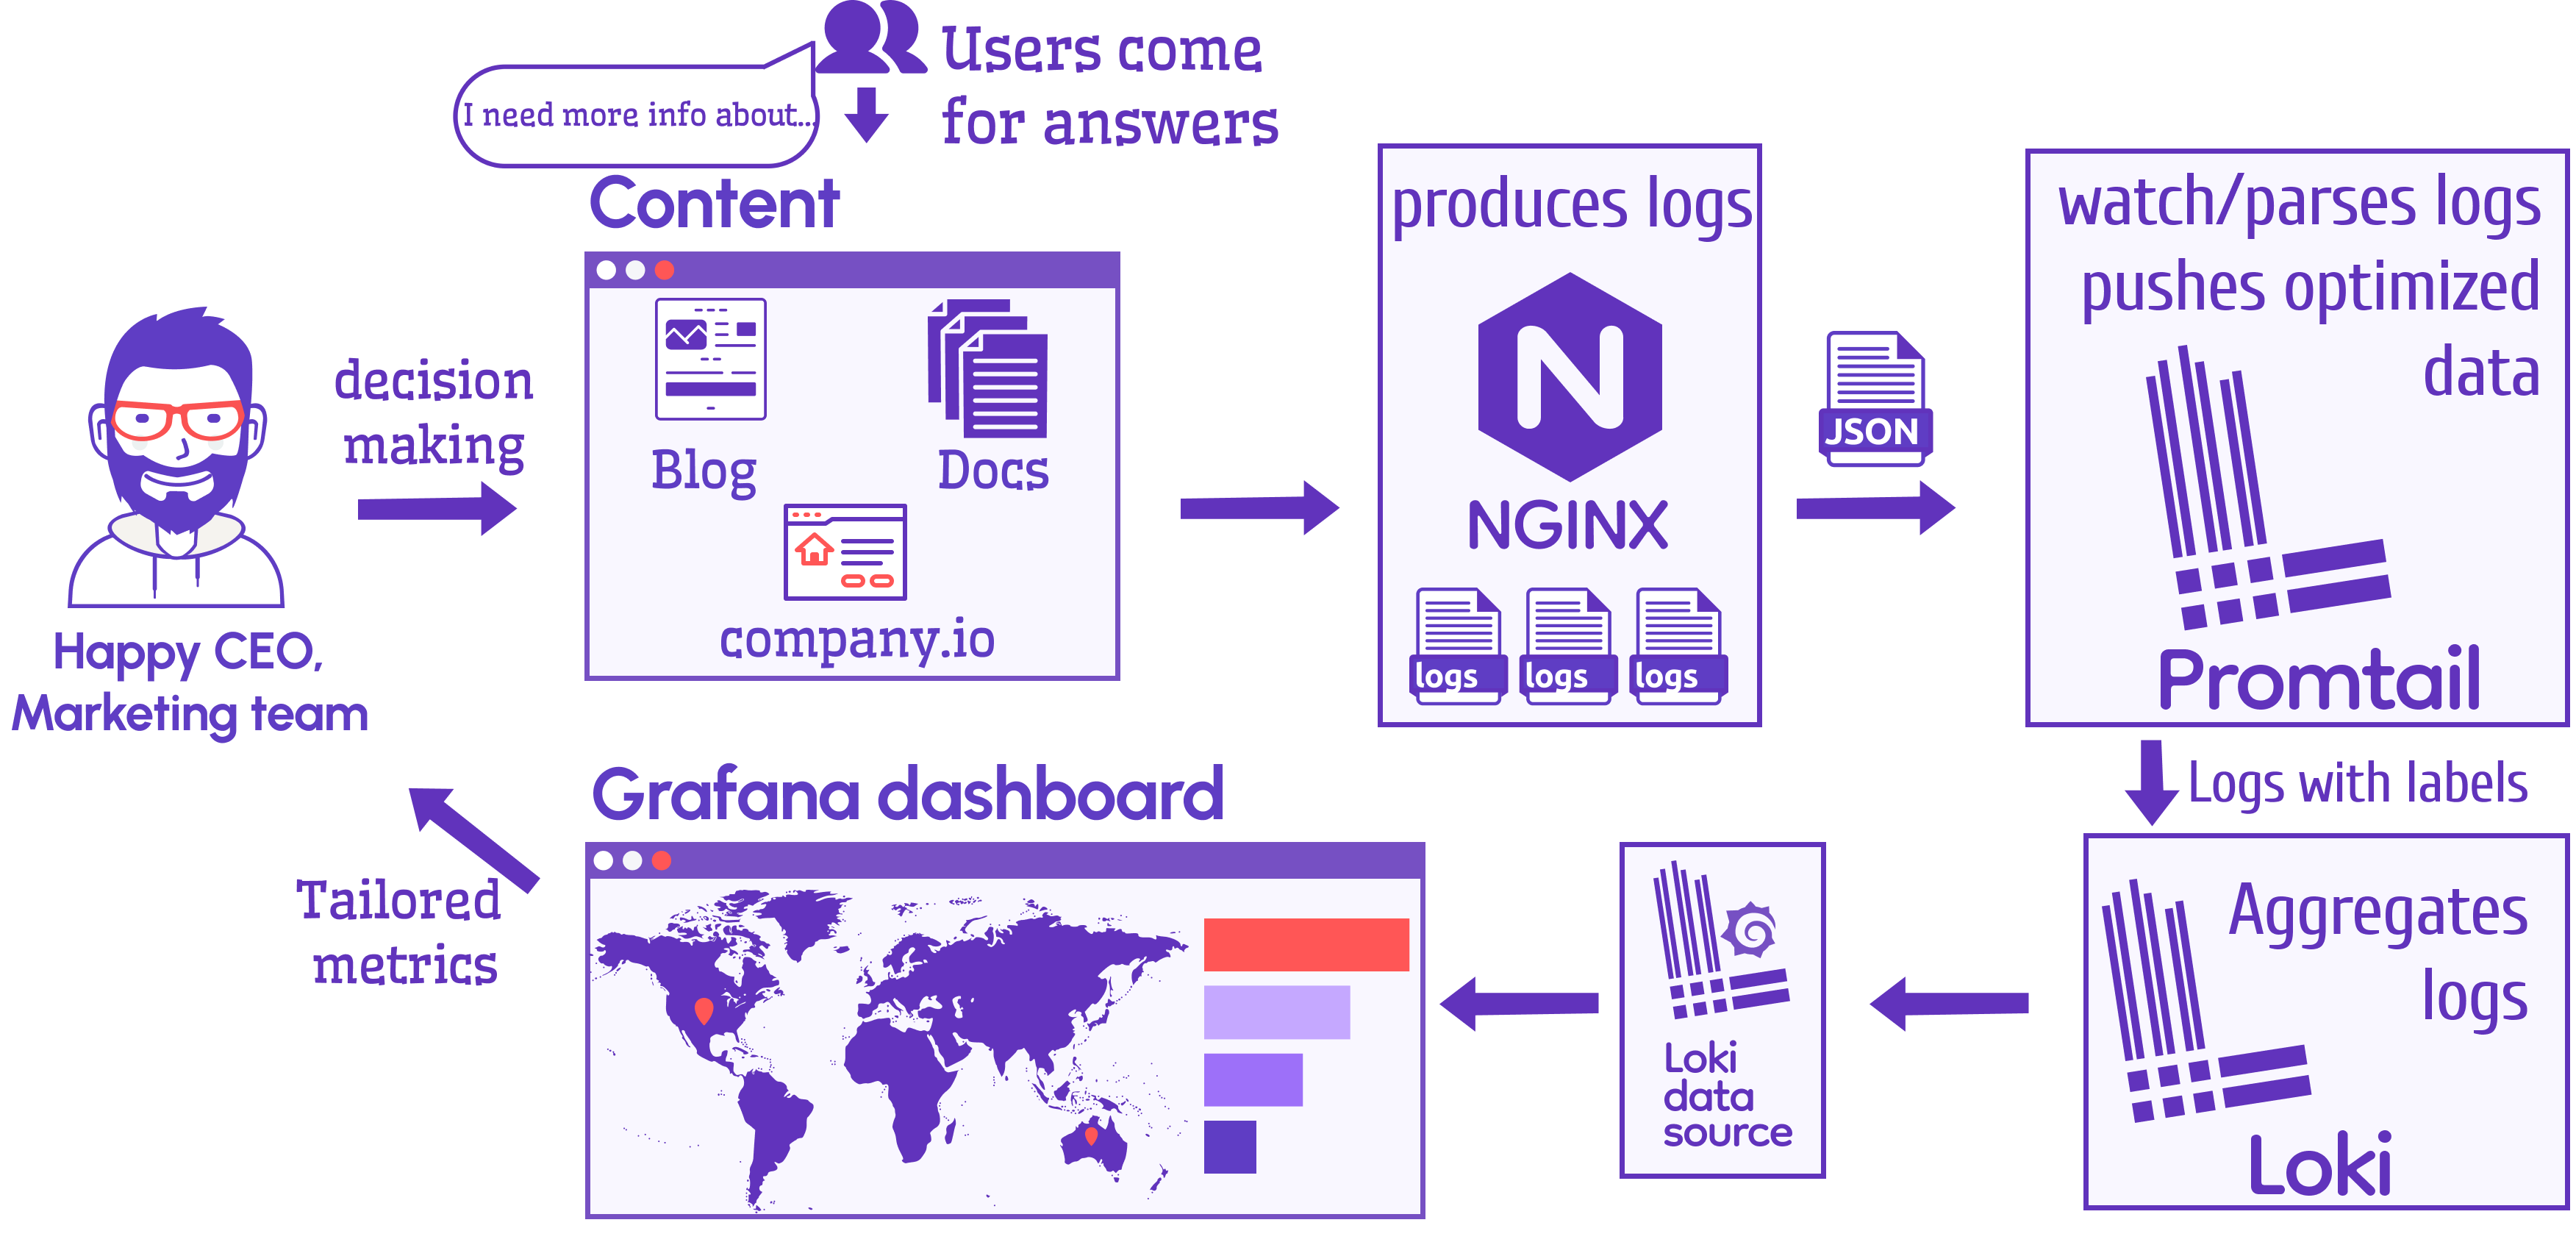 Users come
for answers
I need more info about...
Content
Blog
Docs
company.io
decision
making
Happy CEO,
Marketing team
produces logs
NGINX
logs
logs
logs
JSON
watch/parses logs
pushes optimized
data
Promtail
Logs with labels
Aggregates
logs
Loki
Loki
data
source
Grafana dashboard
Tailored
metrics